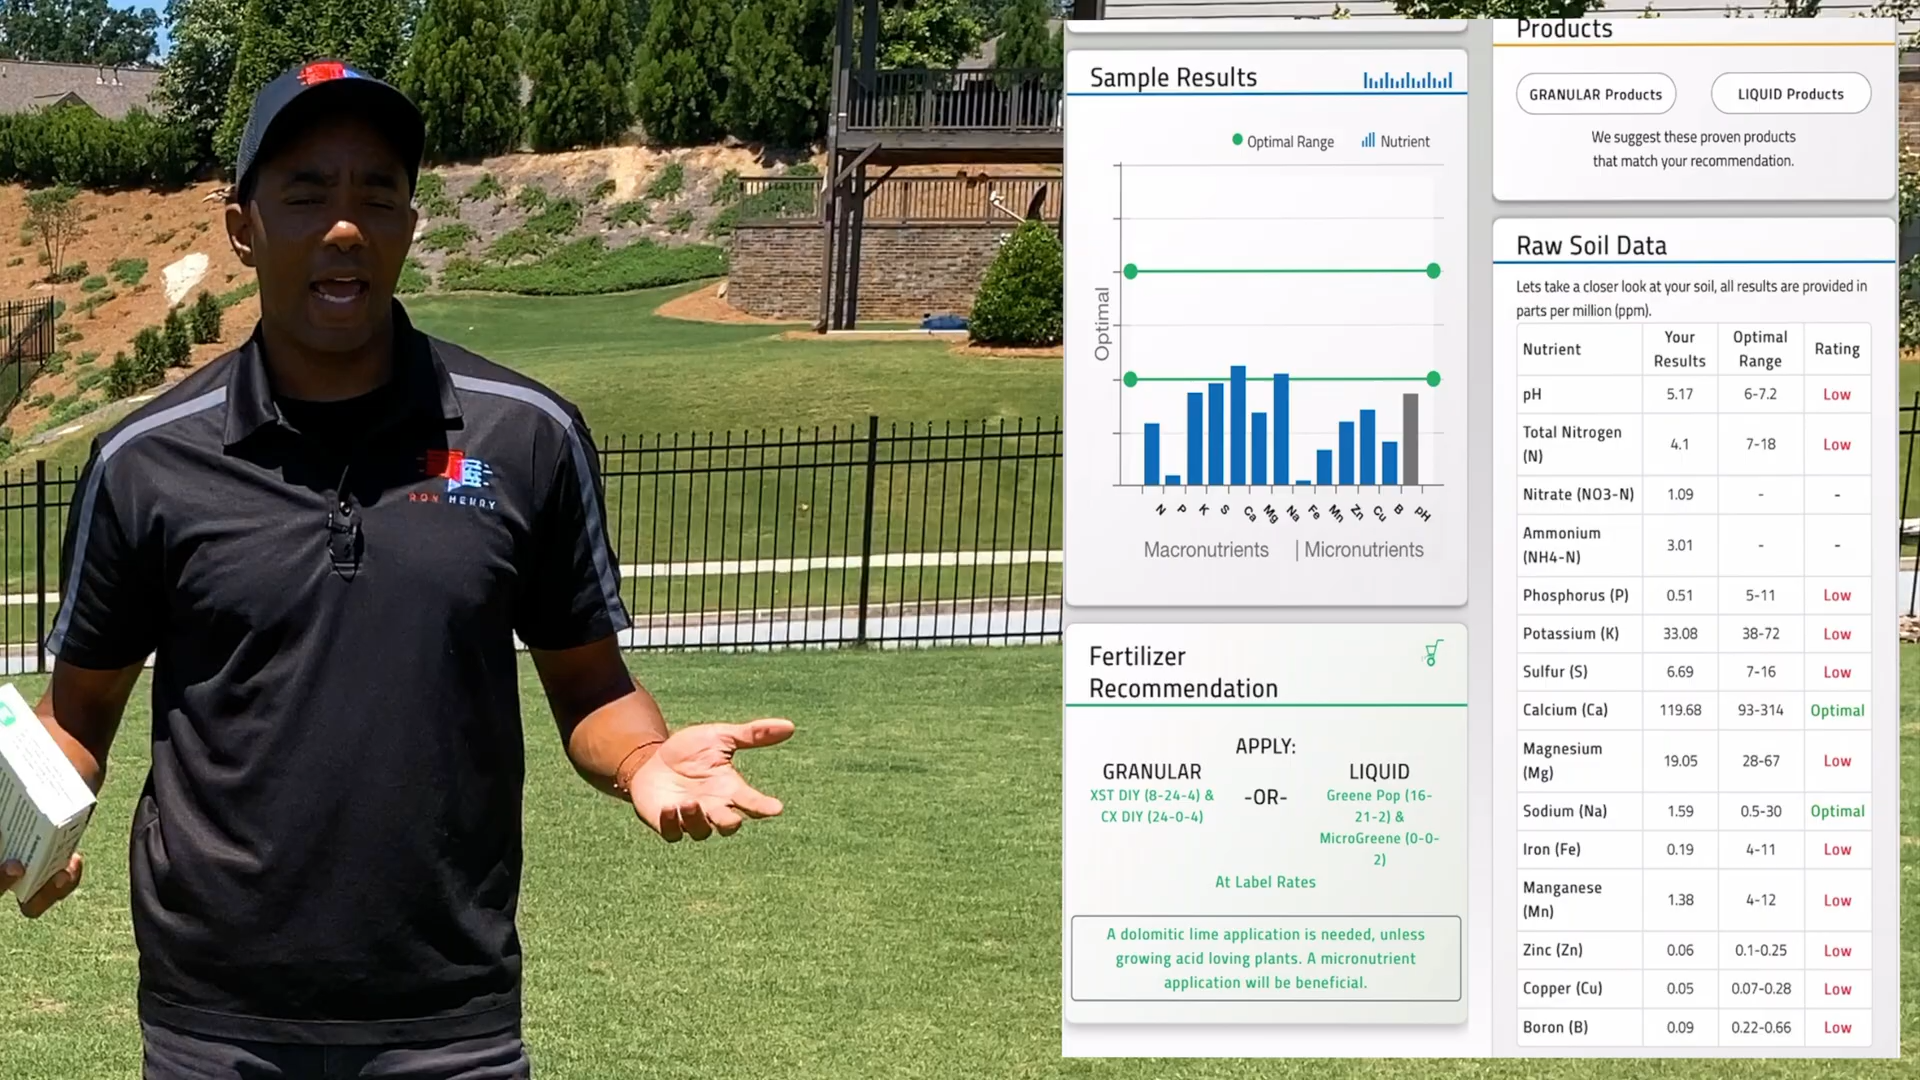 RON HENRY
Sample Results
Optimal Range
Nutrient
Optimal
N
P
K
S
Ca
Mg
Na
Fe
Mn
Zn
Cu
B
pH
Macronutrients
| Micronutrients
Fertilizer
Recommendation
APPLY:
GRANULAR
XST DIY (8-24-4) &
CX DIY (24-0-4)
-OR-
LIQUID
Greene Pop (16-
21-2) &
MicroGreene (0-0-
2)
At Label Rates
A dolomitic lime application is needed, unless
growing acid loving plants. A micronutrient
application will be beneficial.
Products
GRANULAR Products
LIQUID Products
We suggest these proven products
that match your recommendation.
Raw Soil Data
Lets take a closer look at your soil, all results are provided in
parts per million (ppm).
Nutrient Your Results Optimal Range Rating
pH 5.17 6-7.2 Low
Total Nitrogen (N) 4.1 7-18 Low
Nitrate (NO3-N) 1.09 - -
Ammonium (NH4-N) 3.01 - -
Phosphorus (P) 0.51 5-11 Low
Potassium (K) 33.08 38-72 Low
Sulfur (S) 6.69 7-16 Low
Calcium (Ca) 119.68 93-314 Optimal
Magnesium (Mg) 19.05 28-67 Low
Sodium (Na) 1.59 0.5-30 Optimal
Iron (Fe) 0.19 4-11 Low
Manganese (Mn) 1.38 4-12 Low
Zinc (Zn) 0.06 0.1-0.25 Low
Copper (Cu) 0.05 0.07-0.28 Low
Boron (B) 0.09 0.22-0.66 Low